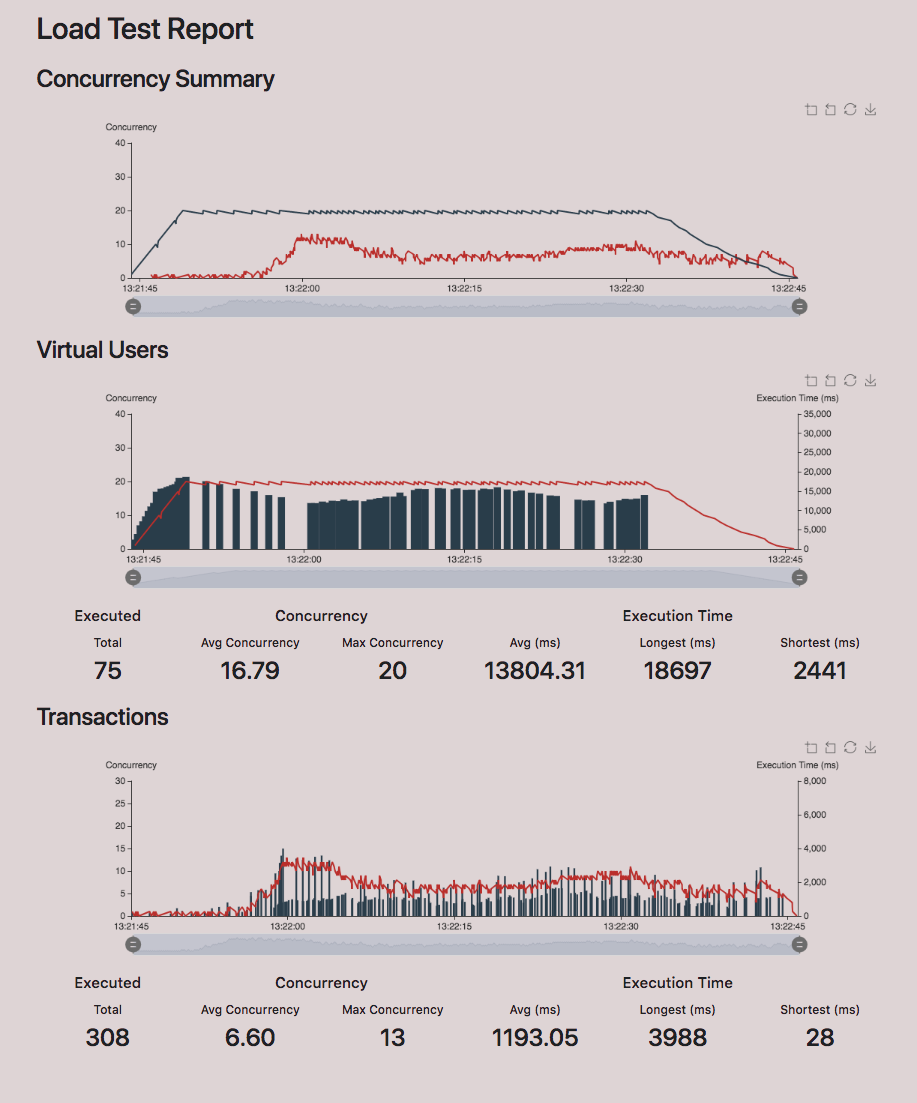 Load Test Report
Concurrency Summary
Concurrency
40
30
20
10
0
13:21:45 13:22:00 13:22:15 13:22:30 13:22:45
Virtual Users
Concurrency Execution Time (ms)
40 35,000
30,000
30 25,000
20 20,000
15,000
10 10,000
5,000
0 0
13:21:45 13:22:00 13:22:15 13:22:30 13:22:45
Executed Concurrency Execution Time
Total Avg Concurrency Max Concurrency Avg (ms) Longest (ms) Shortest (ms)
75 16.79 20 13804.31 18697 2441
Transactions
Concurrency Execution Time (ms)
30 8,000
25
20 6,000
15 4,000
10
5 2,000
0 0
13:21:45 13:22:00 13:22:15 13:22:30 13:22:45
Executed Concurrency Execution Time
Total Avg Concurrency Max Concurrency Avg (ms) Longest (ms) Shortest (ms)
308 6.60 13 1193.05 3988 28